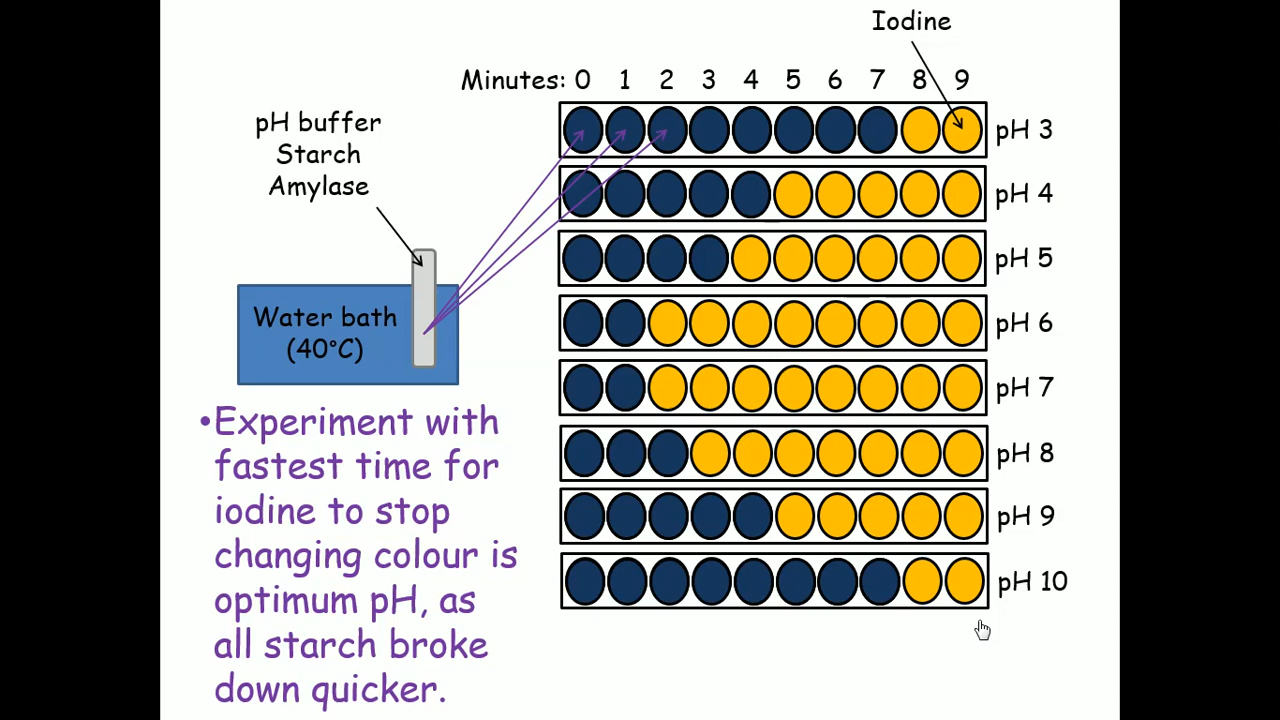 Iodine
Minutes: 0 1 2 3 4 5 6 7 8 9
pH buffer
Starch
Amylase
pH 3
pH 4
pH 5
pH 6
pH 7
pH 8
pH 9
pH 10
Water bath
(40°C)
•Experiment with
fastest time for
iodine to stop
changing colour is
optimum pH, as
all starch broke
down quicker.